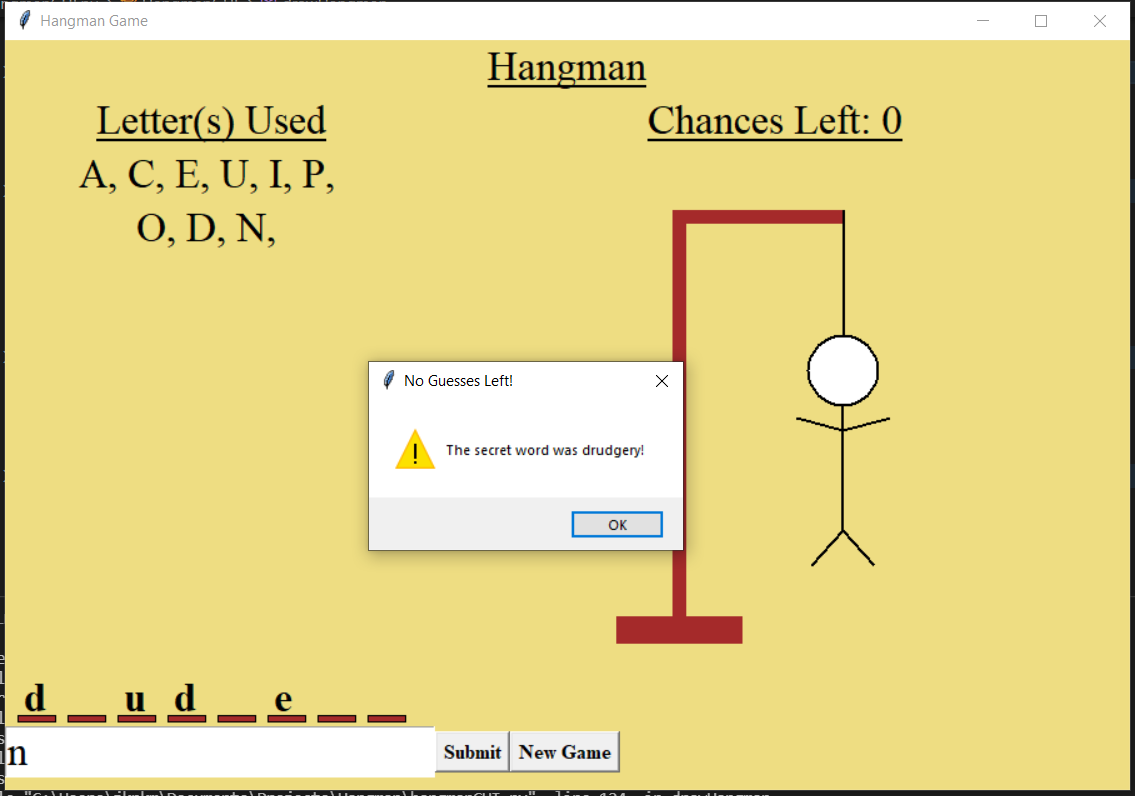 Hangman Game
Hangman
Letter(s) Used
Chances Left: 0
A, C, E, U, I, P,
O, D, N,
No Guesses Left!
The secret word was drudgery!
OK
d _ u d _ e _ _
n
Submit
New Game